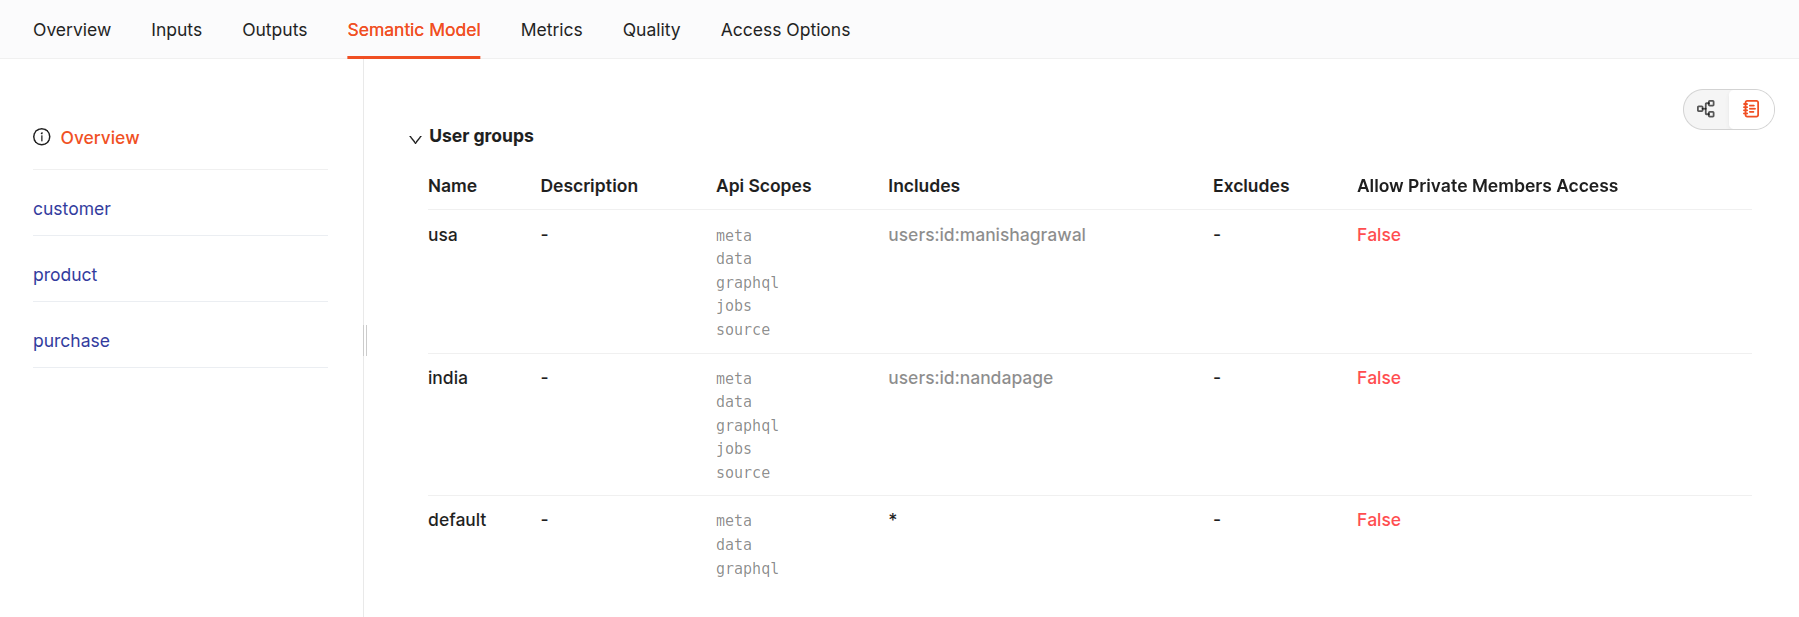 Overview Inputs Outputs Semantic Model Metrics Quality Access Options
Overview
customer
product
purchase
User groups
Name Description Api Scopes Includes Excludes Allow Private Members Access
usa - meta users:id:manishagrawal - False
data
graphql
jobs
source
india - meta users:id:nandapage - False
data
graphql
jobs
source
default - meta * - False
data
graphql